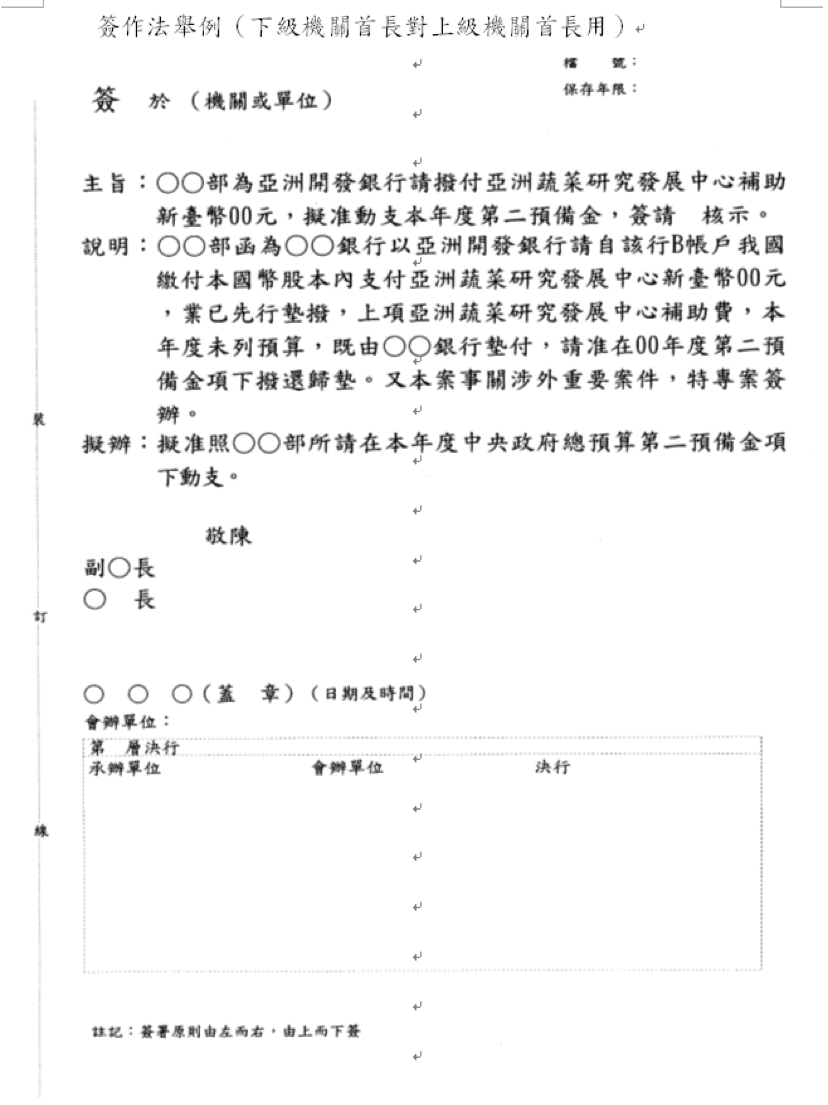 簽作法舉例（下級機關首長對上級機關首長用）
檔　　號：
保存年限：
簽　於　（機關或單位）
主旨：○○部為亞洲開發銀行請撥付亞洲蔬菜研究發展中心補助
新臺幣00元，擬准動支本年度第二預備金，簽請　核示。
說明：○○部函為○○銀行以亞洲開發銀行請自該行B帳戶我國
繳付本國幣股本內支付亞洲蔬菜研究發展中心新臺幣00元
，業已先行墊撥，上項亞洲蔬菜研究發展中心補助費，本
年度未列預算，既由○○銀行墊付，請准在00年度第二預
備金項下撥還歸墊。又本案事關涉外重要案件，特專案簽
辦。
擬辦：擬准照○○部所請在本年度中央政府總預算第二預備金項
下動支。
敬陳
副○長
○　長
○　○　○（蓋　章）（日期及時間）
會辦單位：
第　層決行
承辦單位　　會辦單位　　決行
註記：簽署原則由左而右，由上而下簽
裝
訂
線